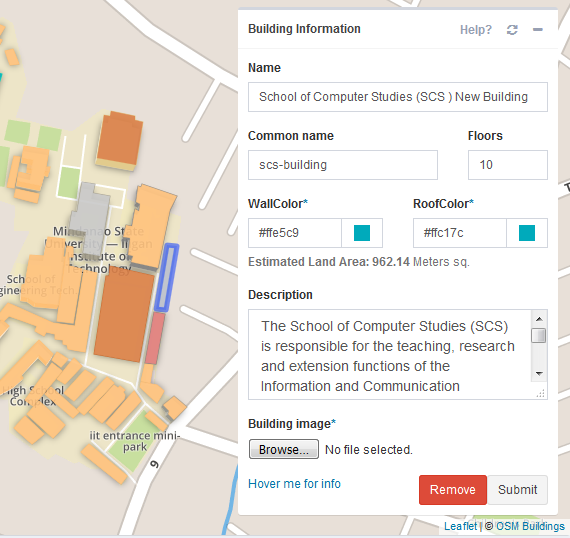 Building Information
Help?
Name
School of Computer Studies (SCS ) New Building
Common name
Floors
scs-building
10
WallColor*
RoofColor*
#ffe5c9
#ffc17c
Estimated Land Area: 962.14 Meters sq.
Description
The School of Computer Studies (SCS)
is responsible for the teaching, research
and extension functions of the
Information and Communication
Building image*
Browse... No file selected.
Hover me for info
Remove
Submit
Leaflet | © OSM Buildings
Mindanao State
University — Iligan
Institute of
Technology
School of
High School
Complex
iit entrance mini-
park
9